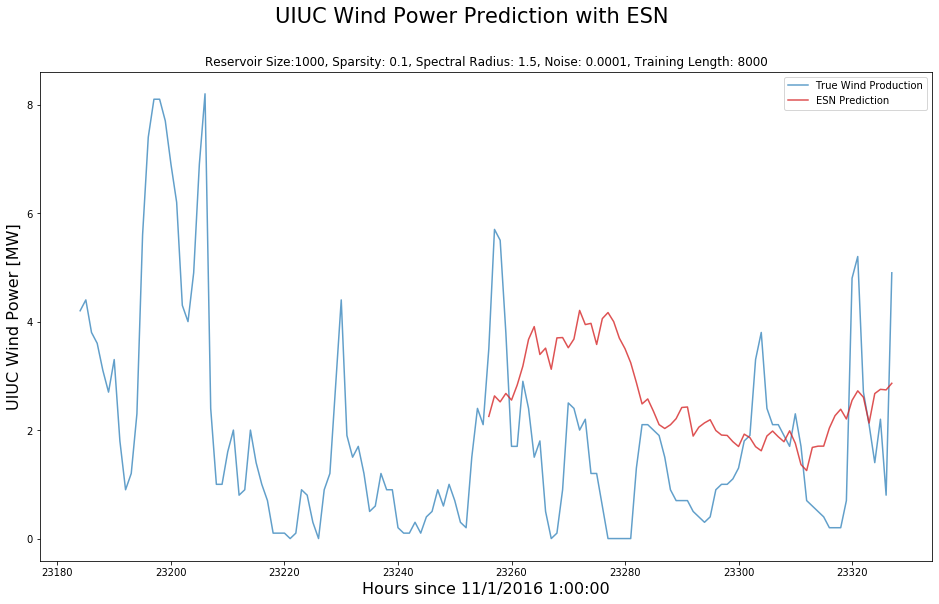 UIUC Wind Power Prediction with ESN
Reservoir Size:1000, Sparsity: 0.1, Spectral Radius: 1.5, Noise: 0.0001, Training Length: 8000
True Wind Production
ESN Prediction
UIUC Wind Power [MW]
8
6
4
2
0
23180 23200 23220 23240 23260 23280 23300 23320
Hours since 11/1/2016 1:00:00